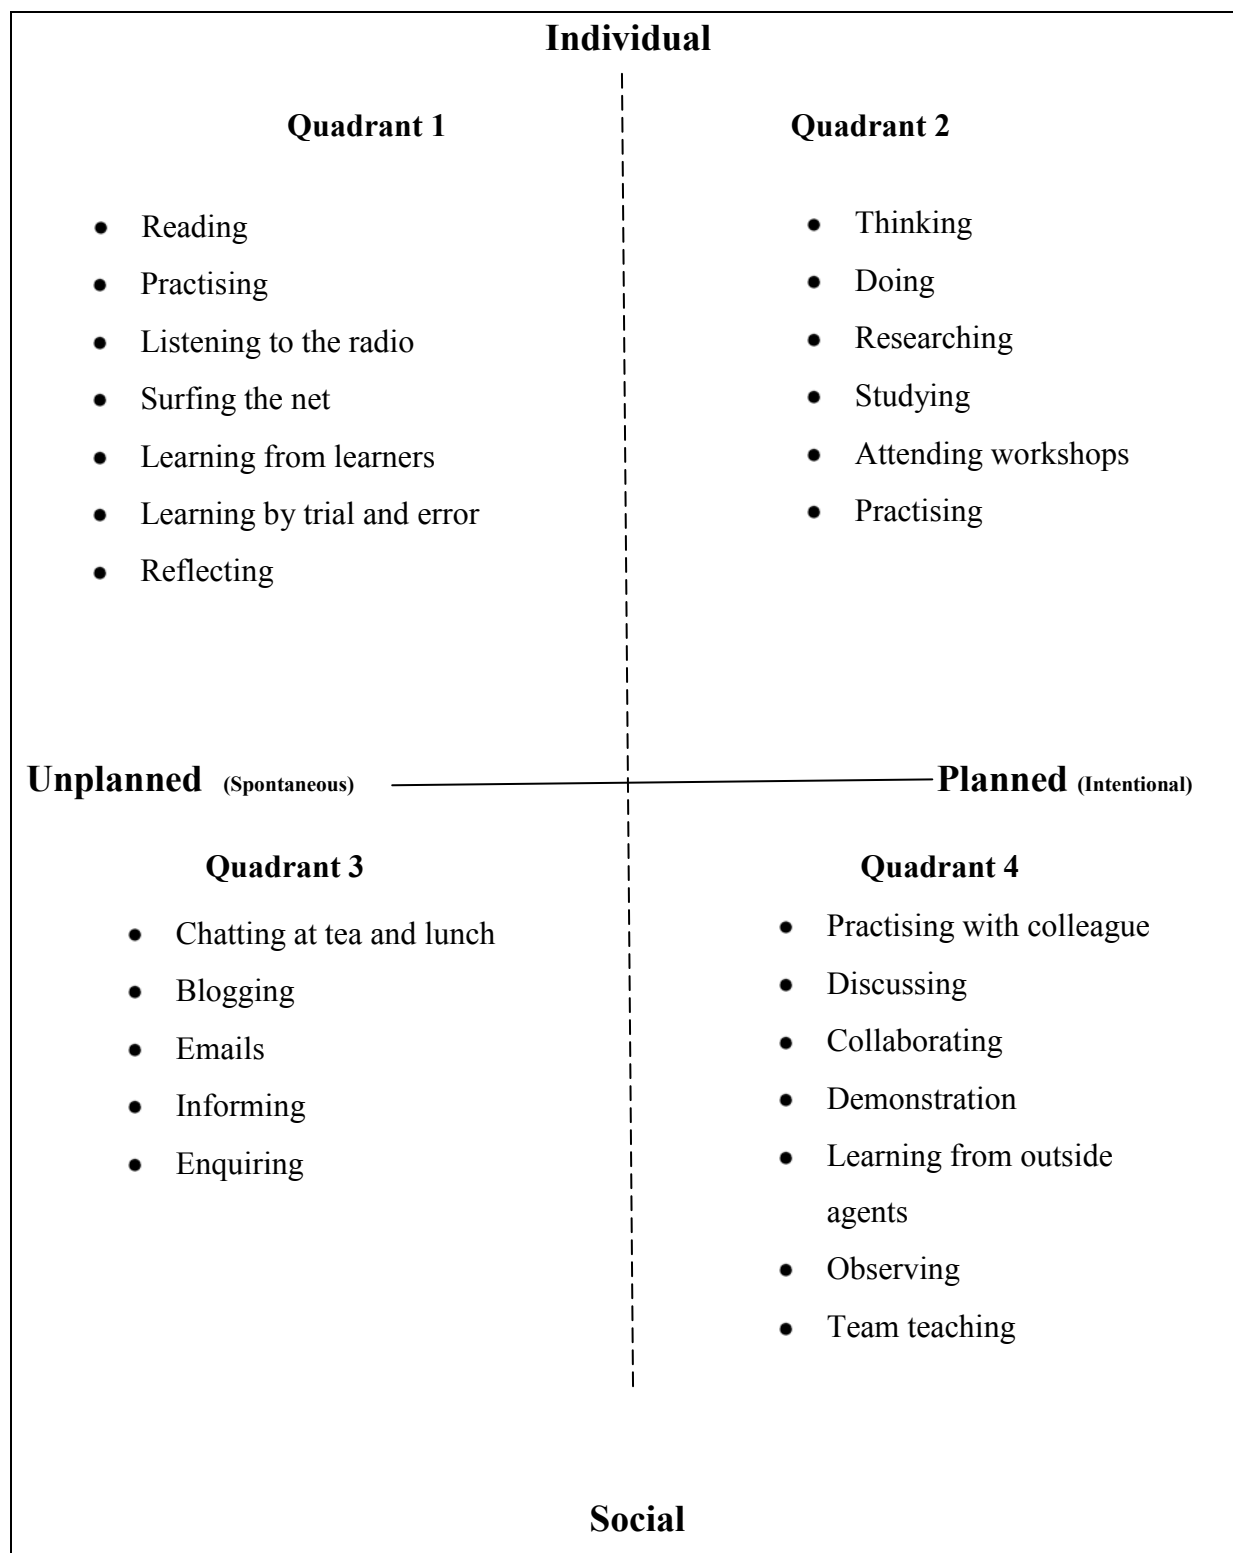 Individual
Quadrant 1
Reading
Practising
Listening to the radio
Surfing the net
Learning from learners
Learning by trial and error
Reflecting
Quadrant 2
Thinking
Doing
Researching
Studying
Attending workshops
Practising
Unplanned (Spontaneous)
Planned (Intentional)
Quadrant 3
Chatting at tea and lunch
Blogging
Emails
Informing
Enquiring
Quadrant 4
Practising with colleague
Discussing
Collaborating
Demonstration
Learning from outside
agents
Observing
Team teaching
Social